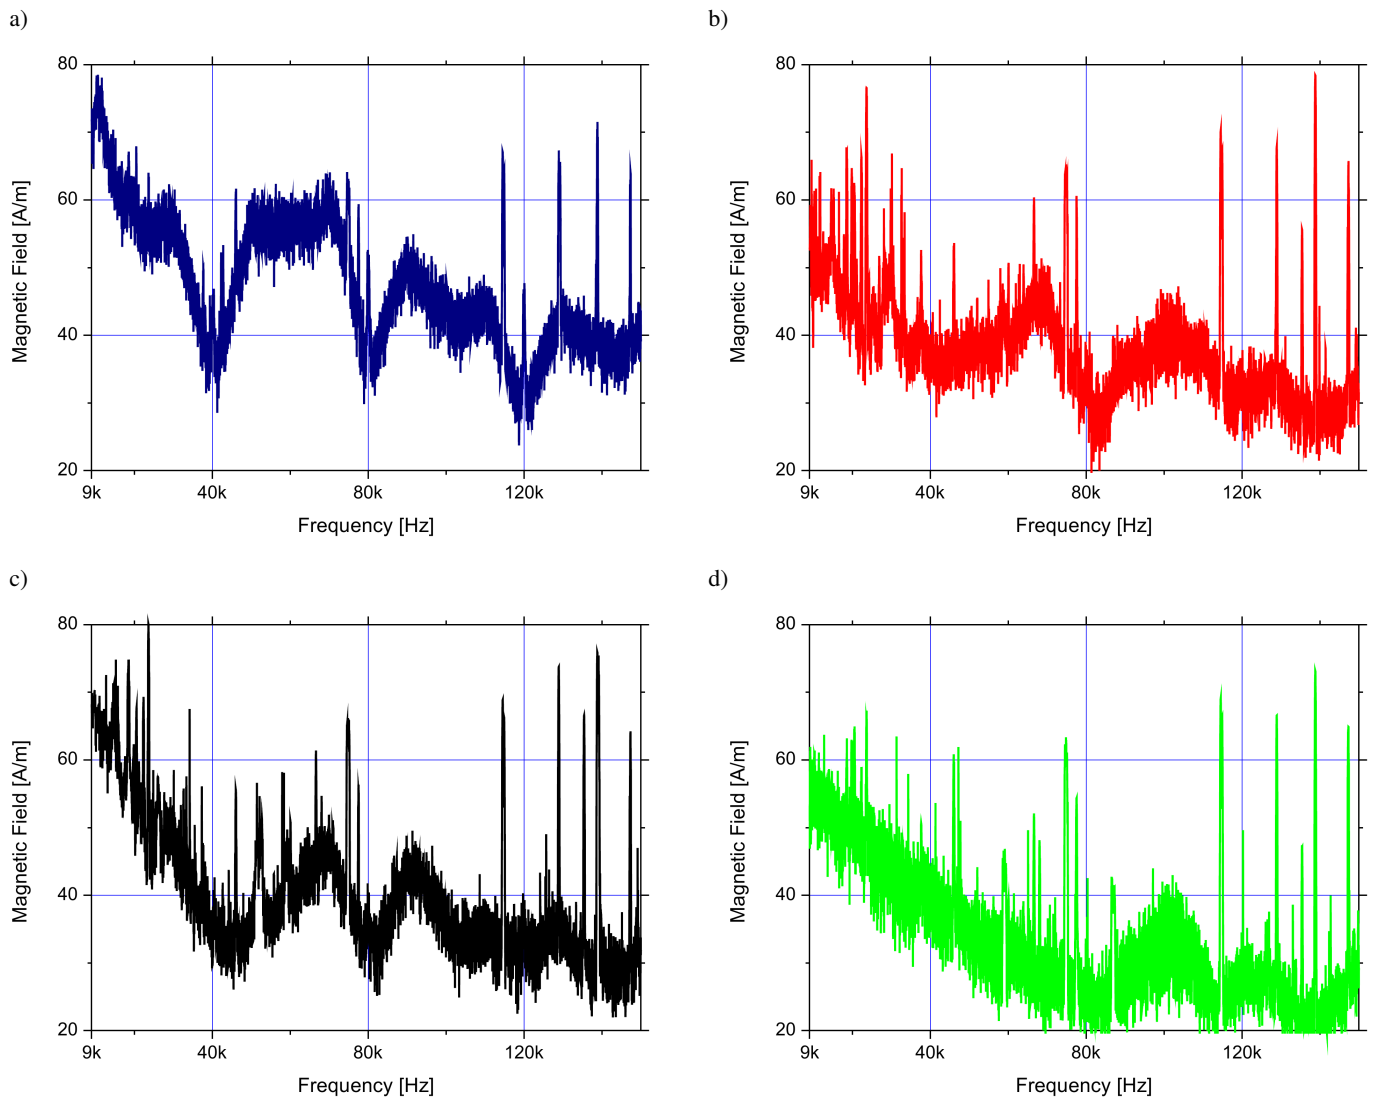 a)
80
60
40
20
Magnetic Field [A/m]
9k 40k 80k 120k
Frequency [Hz]
b)
80
60
40
20
Magnetic Field [A/m]
9k 40k 80k 120k
Frequency [Hz]
c)
80
60
40
20
Magnetic Field [A/m]
9k 40k 80k 120k
Frequency [Hz]
d)
80
60
40
20
Magnetic Field [A/m]
9k 40k 80k 120k
Frequency [Hz]